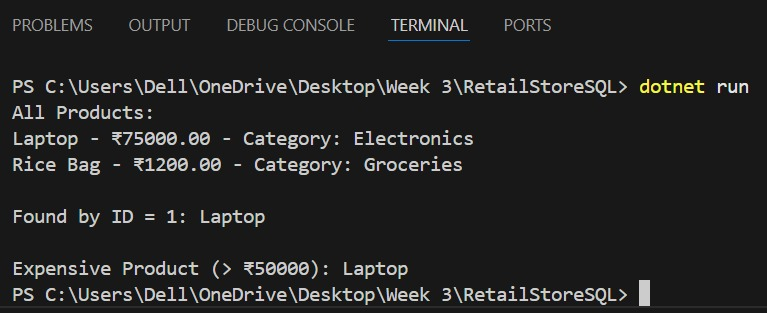 PROBLEMS OUTPUT DEBUG CONSOLE TERMINAL PORTS
PS C:\Users\Dell\OneDrive\Desktop\Week 3\RetailStoreSQL> dotnet run
All Products:
Laptop - ₹75000.00 - Category: Electronics
Rice Bag - ₹1200.00 - Category: Groceries
Found by ID = 1: Laptop
Expensive Product (> ₹50000): Laptop
PS C:\Users\Dell\OneDrive\Desktop\Week 3\RetailStoreSQL>